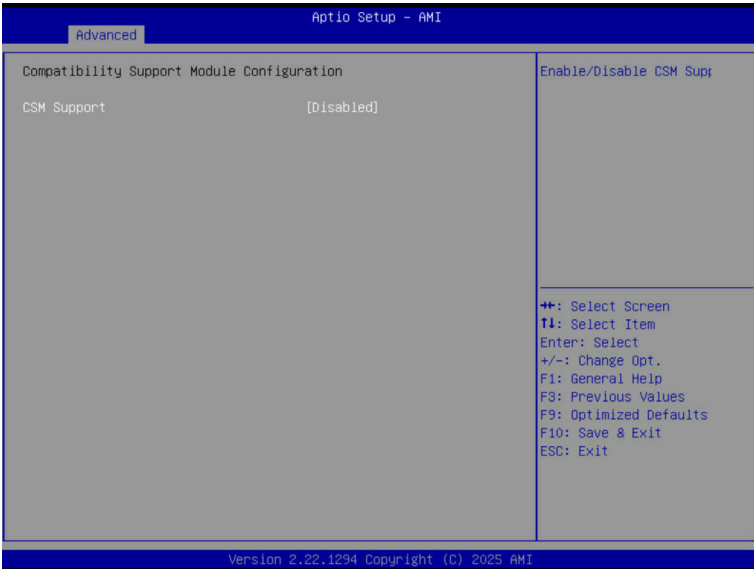 Aptio Setup – AMI
Advanced
Compatibility Support Module Configuration
CSM Support [Disabled]
Enable/Disable CSM Supp
→←: Select Screen
↑↓: Select Item
Enter: Select
+/-: Change Opt.
F1: General Help
F3: Previous Values
F9: Optimized Defaults
F10: Save & Exit
ESC: Exit
Version 2.22.1294 Copyright (C) 2025 AMI